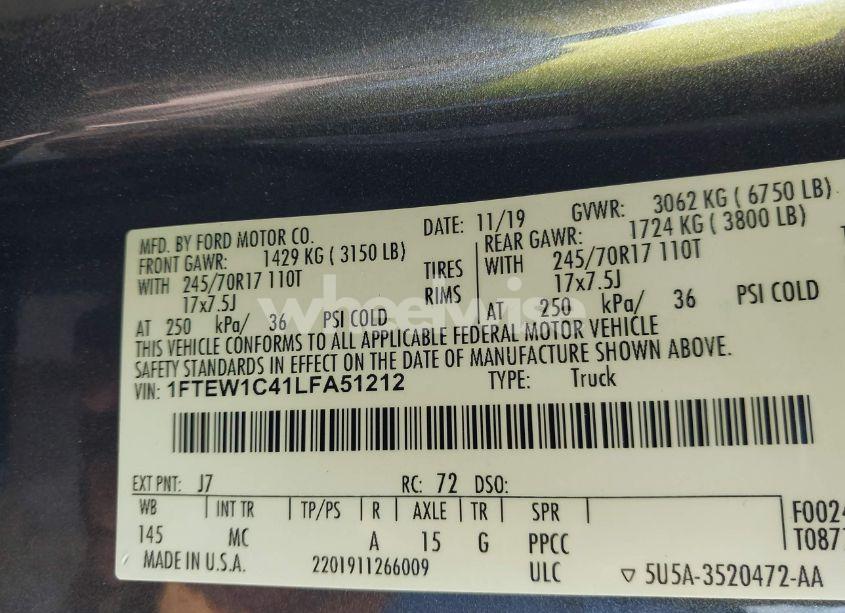 MFD. BY FORD MOTOR CO. DATE: 11/19 GVWR: 3062 KG ( 6750 LB)
FRONT GAWR: 1429 KG ( 3150 LB) REAR GAWR: 1724 KG ( 3800 LB)
WITH 245/70R17 110T TIRES WITH 245/70R17 110T
17x7.5J RIMS 17x7.5J
AT 250 kPa/ 36 PSI COLD AT 250 kPa/ 36 PSI COLD
THIS VEHICLE CONFORMS TO ALL APPLICABLE FEDERAL MOTOR VEHICLE
SAFETY STANDARDS IN EFFECT ON THE DATE OF MANUFACTURE SHOWN ABOVE.
VIN: 1FTEW1C41LFA51212 TYPE: Truck
EXT PNT: J7 RC: 72 DSO:
WB INT TR TP/PS R AXLE TR SPR F0024
145 MC A 15 G PPCC T087
MADE IN U.S.A. 2201911266009 ULC ▽ 5U5A-3520472-AA
wheelwise